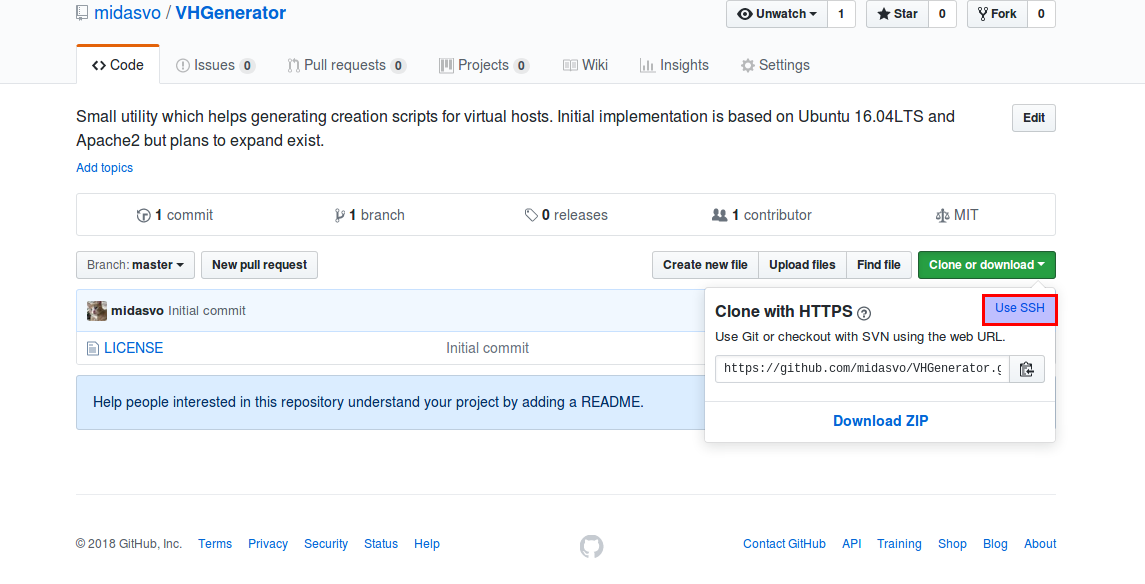 midasvo / VHGenerator
Unwatch 1 Star 0 Fork 0
Code Issues 0 Pull requests 0 Projects 0 Wiki Insights Settings
Small utility which helps generating creation scripts for virtual hosts. Initial implementation is based on Ubuntu 16.04LTS and
Apache2 but plans to expand exist.
Edit
Add topics
1 commit 1 branch 0 releases 1 contributor MIT
Branch: master New pull request Create new file Upload files Find file Clone or download
midasvo Initial commit
LICENSE Initial commit
Help people interested in this repository understand your project by adding a README.
Clone with HTTPS ? Use SSH
Use Git or checkout with SVN using the web URL.
https://github.com/midasvo/VHGenerator.g
Download ZIP
© 2018 GitHub, Inc. Terms Privacy Security Status Help Contact GitHub API Training Shop Blog About